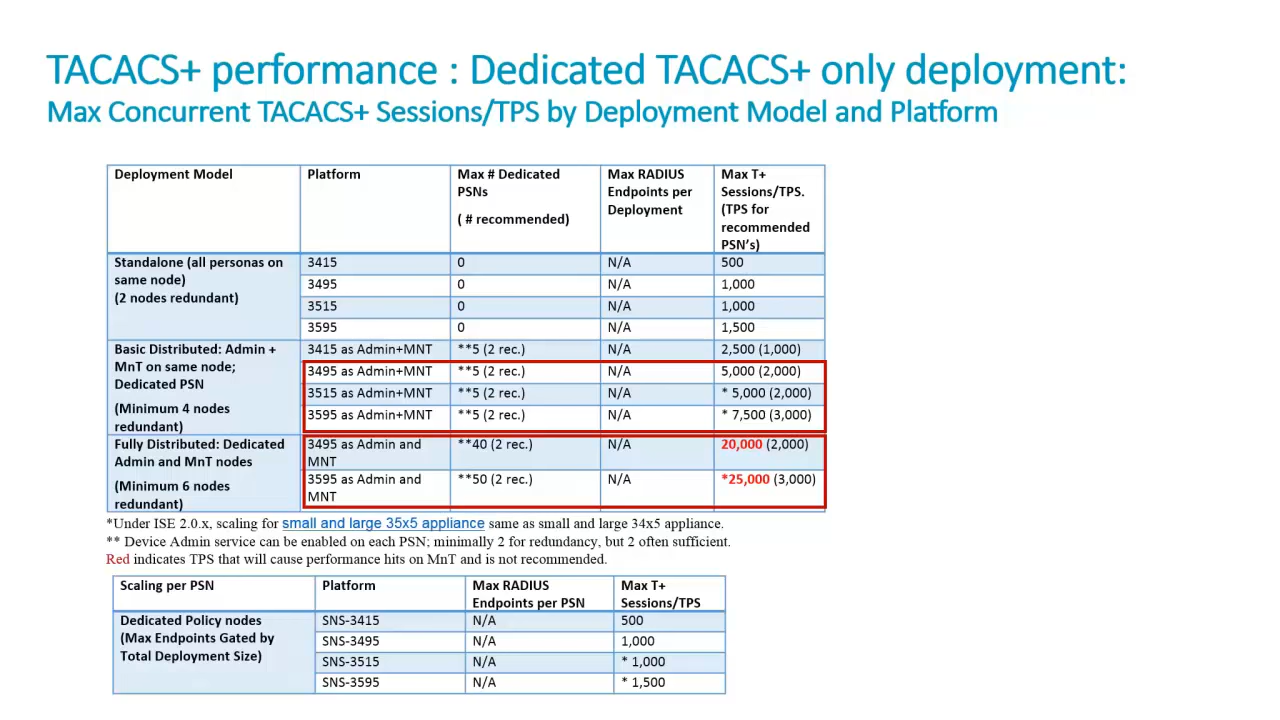 TACACS+ performance : Dedicated TACACS+ only deployment:
Max Concurrent TACACS+ Sessions/TPS by Deployment Model and Platform
Deployment Model
Platform
Max # Dedicated
PSNs
( # recommended)
Max RADIUS
Endpoints per
Deployment
Max T+
Sessions/TPS.
(TPS for
recommended
PSN’s)
Standalone (all personas on
same node)
(2 nodes redundant)
3415
0
N/A
500
3495
0
N/A
1,000
3515
0
N/A
1,000
3595
0
N/A
1,500
Basic Distributed: Admin +
MnT on same node;
Dedicated PSN
(Minimum 4 nodes
redundant)
3415 as Admin+MNT
**5 (2 rec.)
N/A
2,500 (1,000)
3495 as Admin+MNT
**5 (2 rec.)
N/A
5,000 (2,000)
3515 as Admin+MNT
**5 (2 rec.)
N/A
* 5,000 (2,000)
3595 as Admin+MNT
**5 (2 rec.)
N/A
* 7,500 (3,000)
Fully Distributed: Dedicated
Admin and MnT nodes
(Minimum 6 nodes
redundant)
3495 as Admin and
MNT
**40 (2 rec.)
N/A
20,000 (2,000)
3595 as Admin and
MNT
**50 (2 rec.)
N/A
*25,000 (3,000)
*Under ISE 2.0.x, scaling for small and large 35x5 appliance same as small and large 34x5 appliance.
** Device Admin service can be enabled on each PSN; minimally 2 for redundancy, but 2 often sufficient.
Red indicates TPS that will cause performance hits on MnT and is not recommended.
Scaling per PSN
Platform
Max RADIUS
Endpoints per PSN
Max T+
Sessions/TPS
Dedicated Policy nodes
(Max Endpoints Gated by
Total Deployment Size)
SNS-3415
N/A
500
SNS-3495
N/A
1,000
SNS-3515
N/A
* 1,000
SNS-3595
N/A
* 1,500